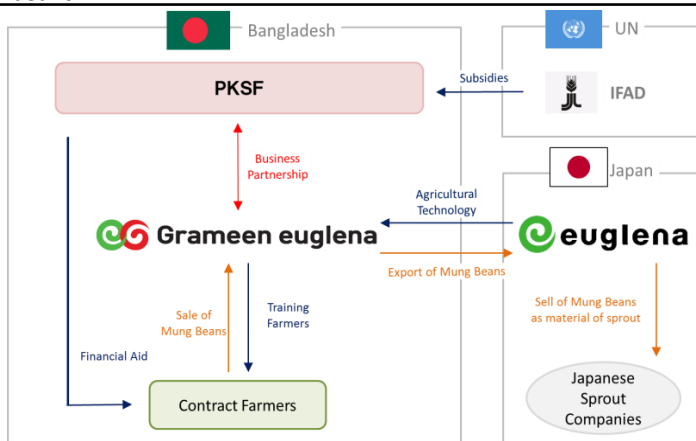 Bangladesh
UN
PKSF
Subsidies
IFAD
Business
Partnership
Japan
Agricultural
Technology
Grameen euglena
euglena
Export of Mung Beans
Sale of
Mung Beans
Training
Farmers
Sell of Mung Beans
as material of sprout
Financial Aid
Contract Farmers
Japanese
Sprout
Companies